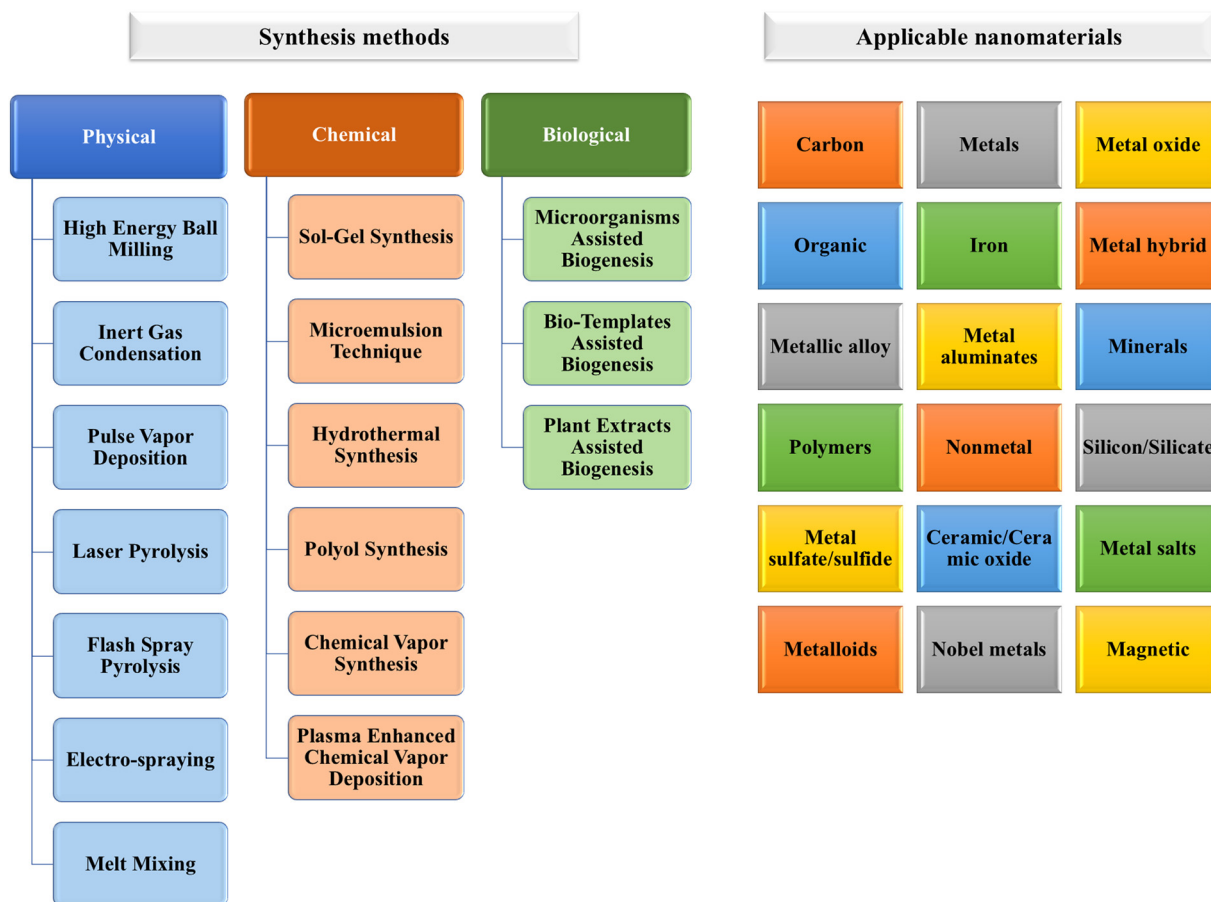 Synthesis methods
Physical
High Energy Ball
Milling
Inert Gas
Condensation
Pulse Vapor
Deposition
Laser Pyrolysis
Flash Spray
Pyrolysis
Electro-spraying
Melt Mixing
Chemical
Sol-Gel Synthesis
Microemulsion
Technique
Hydrothermal
Synthesis
Polyol Synthesis
Chemical Vapor
Synthesis
Plasma Enhanced
Chemical Vapor
Deposition
Biological
Microorganisms
Assisted
Biogenesis
Bio-Templates
Assisted
Biogenesis
Plant Extracts
Assisted
Biogenesis
Applicable nanomaterials
Carbon
Metals
Metal oxide
Organic
Iron
Metal hybrid
Metallic alloy
Metal
aluminates
Minerals
Polymers
Nonmetal
Silicon/Silicate
Metal
sulfate/sulfide
Ceramic/Cera
mic oxide
Metal salts
Metalloids
Nobel metals
Magnetic